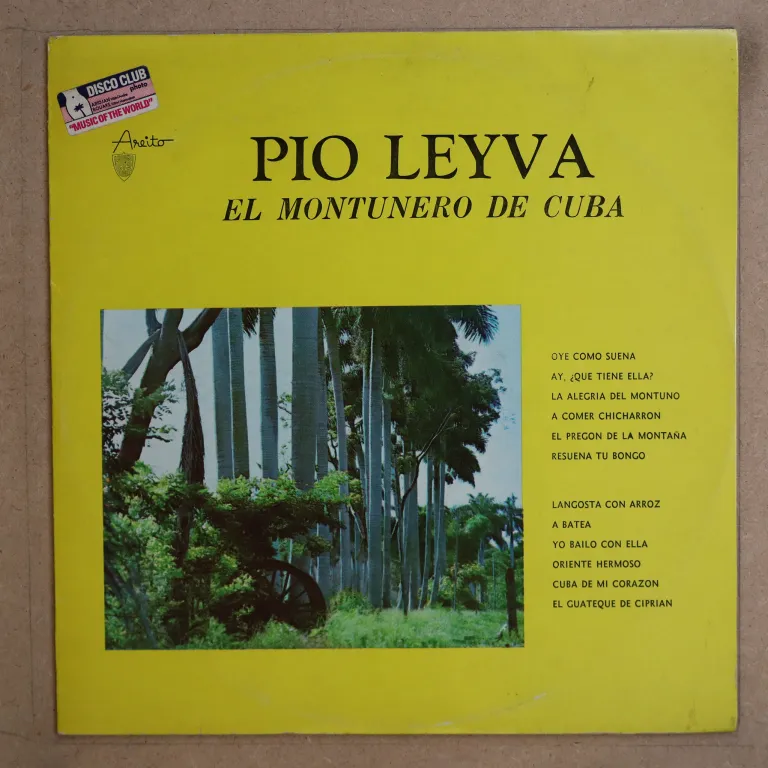 DISCO CLUB
photo
"MUSIC OF THE WORLD"
Areito
PIO LEYVA
EL MONTUNERO DE CUBA
OYE COMO SUENA
AY, ¿QUE TIENE ELLA?
LA ALEGRIA DEL MONTUNO
A COMER CHICHARRON
EL PREGON DE LA MONTAÑA
RESUENA TU BONGO
LANGOSTA CON ARROZ
A BATEA
YO BAILO CON ELLA
ORIENTE HERMOSO
CUBA DE MI CORAZON
EL GUATEQUE DE CIPRIAN